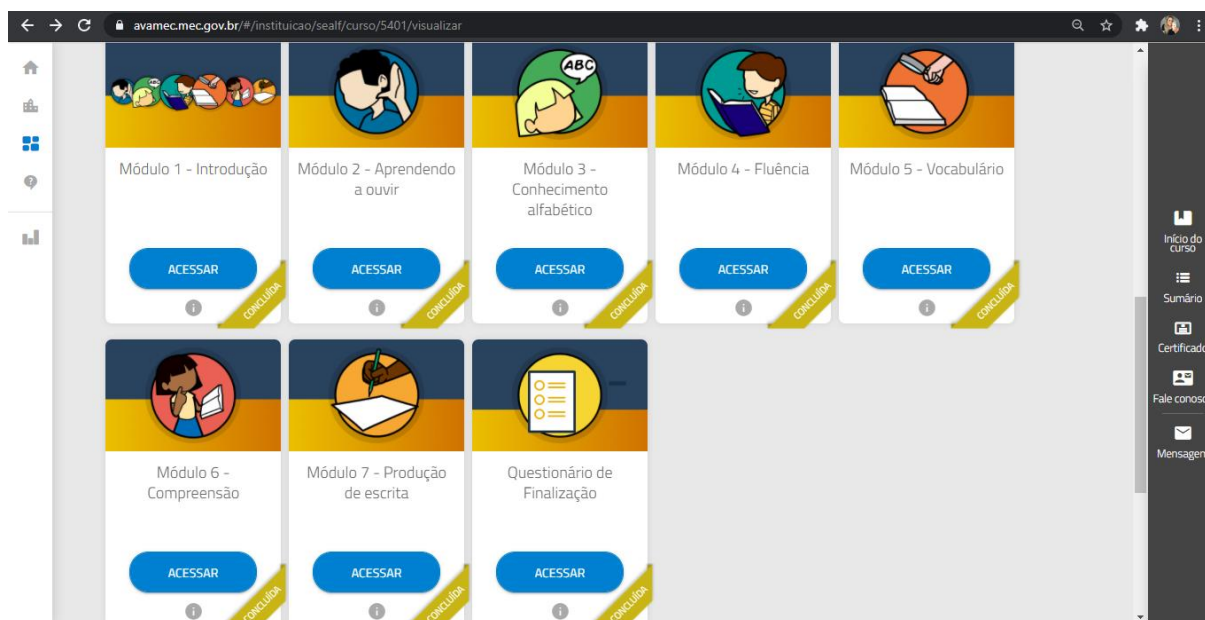 avamec.mec.gov.br/#/instituicao/sealf/curso/5401/visualizar
ABC
Módulo 1 - Introdução
Módulo 2 - Aprendendo
a ouvir
Módulo 3 -
Conhecimento
alfabético
Módulo 4 - Fluência
Módulo 5 - Vocabulário
ACESSAR
CONCLUÍDA
ACESSAR
CONCLUÍDA
ACESSAR
CONCLUÍDA
ACESSAR
CONCLUÍDA
ACESSAR
CONCLUÍDA
Módulo 6 -
Compreensão
Módulo 7 - Produção
de escrita
Questionário de
Finalização
ACESSAR
CONCLUÍDA
ACESSAR
CONCLUÍDA
ACESSAR
CONCLUÍDA
Início do
curso
Sumário
Certificado
Fale conosc
Mensagen